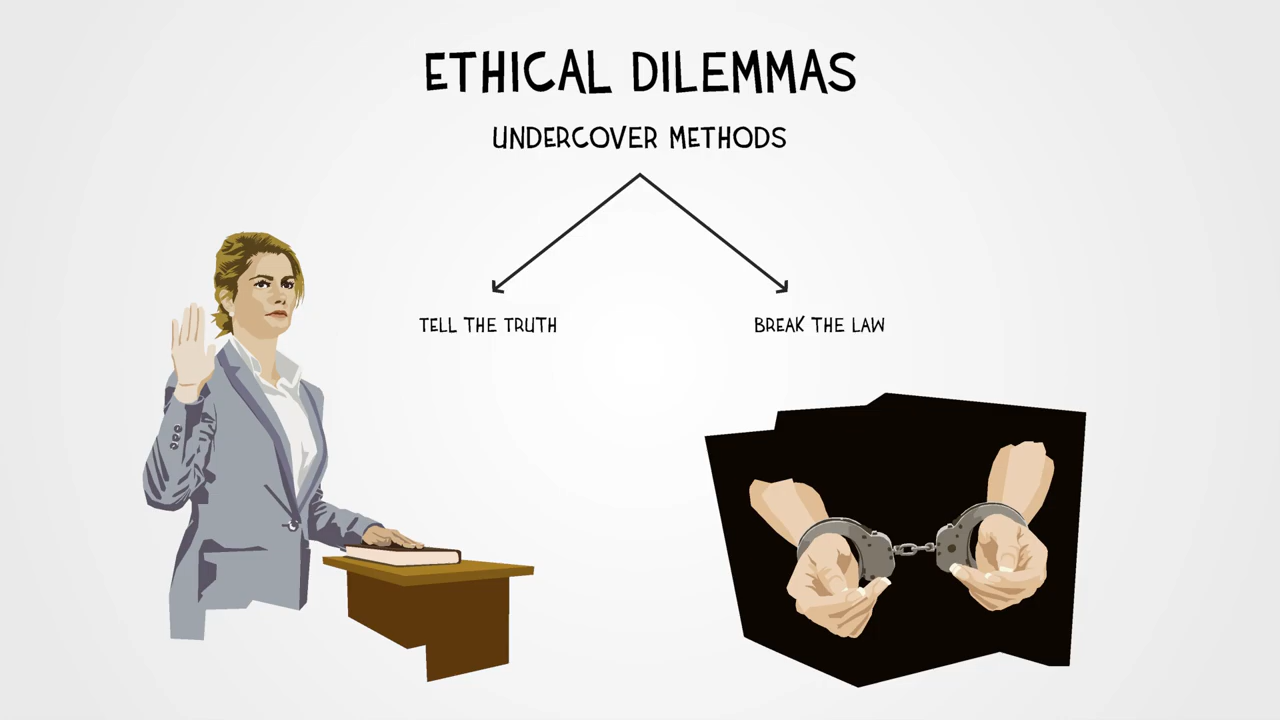 ETHICAL DILEMMAS
UNDERCOVER METHODS
TELL THE TRUTH
BREAK THE LAW